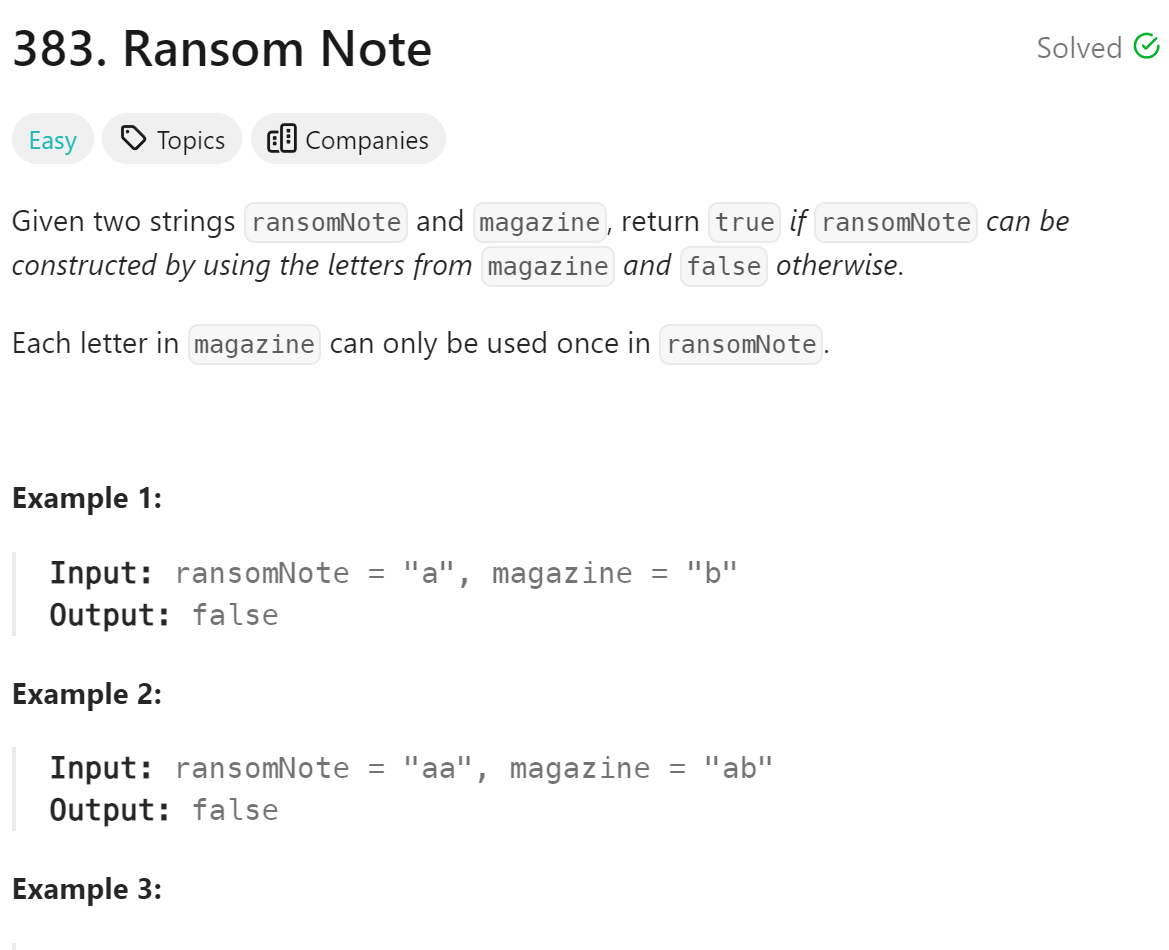 383. Ransom Note
Solved
Easy
Topics
Companies
Given two strings ransomNote and magazine, return true if ransomNote can be
constructed by using the letters from magazine and false otherwise.
Each letter in magazine can only be used once in ransomNote.
Example 1:
Input: ransomNote = "a", magazine = "b"
Output: false
Example 2:
Input: ransomNote = "aa", magazine = "ab"
Output: false
Example 3: